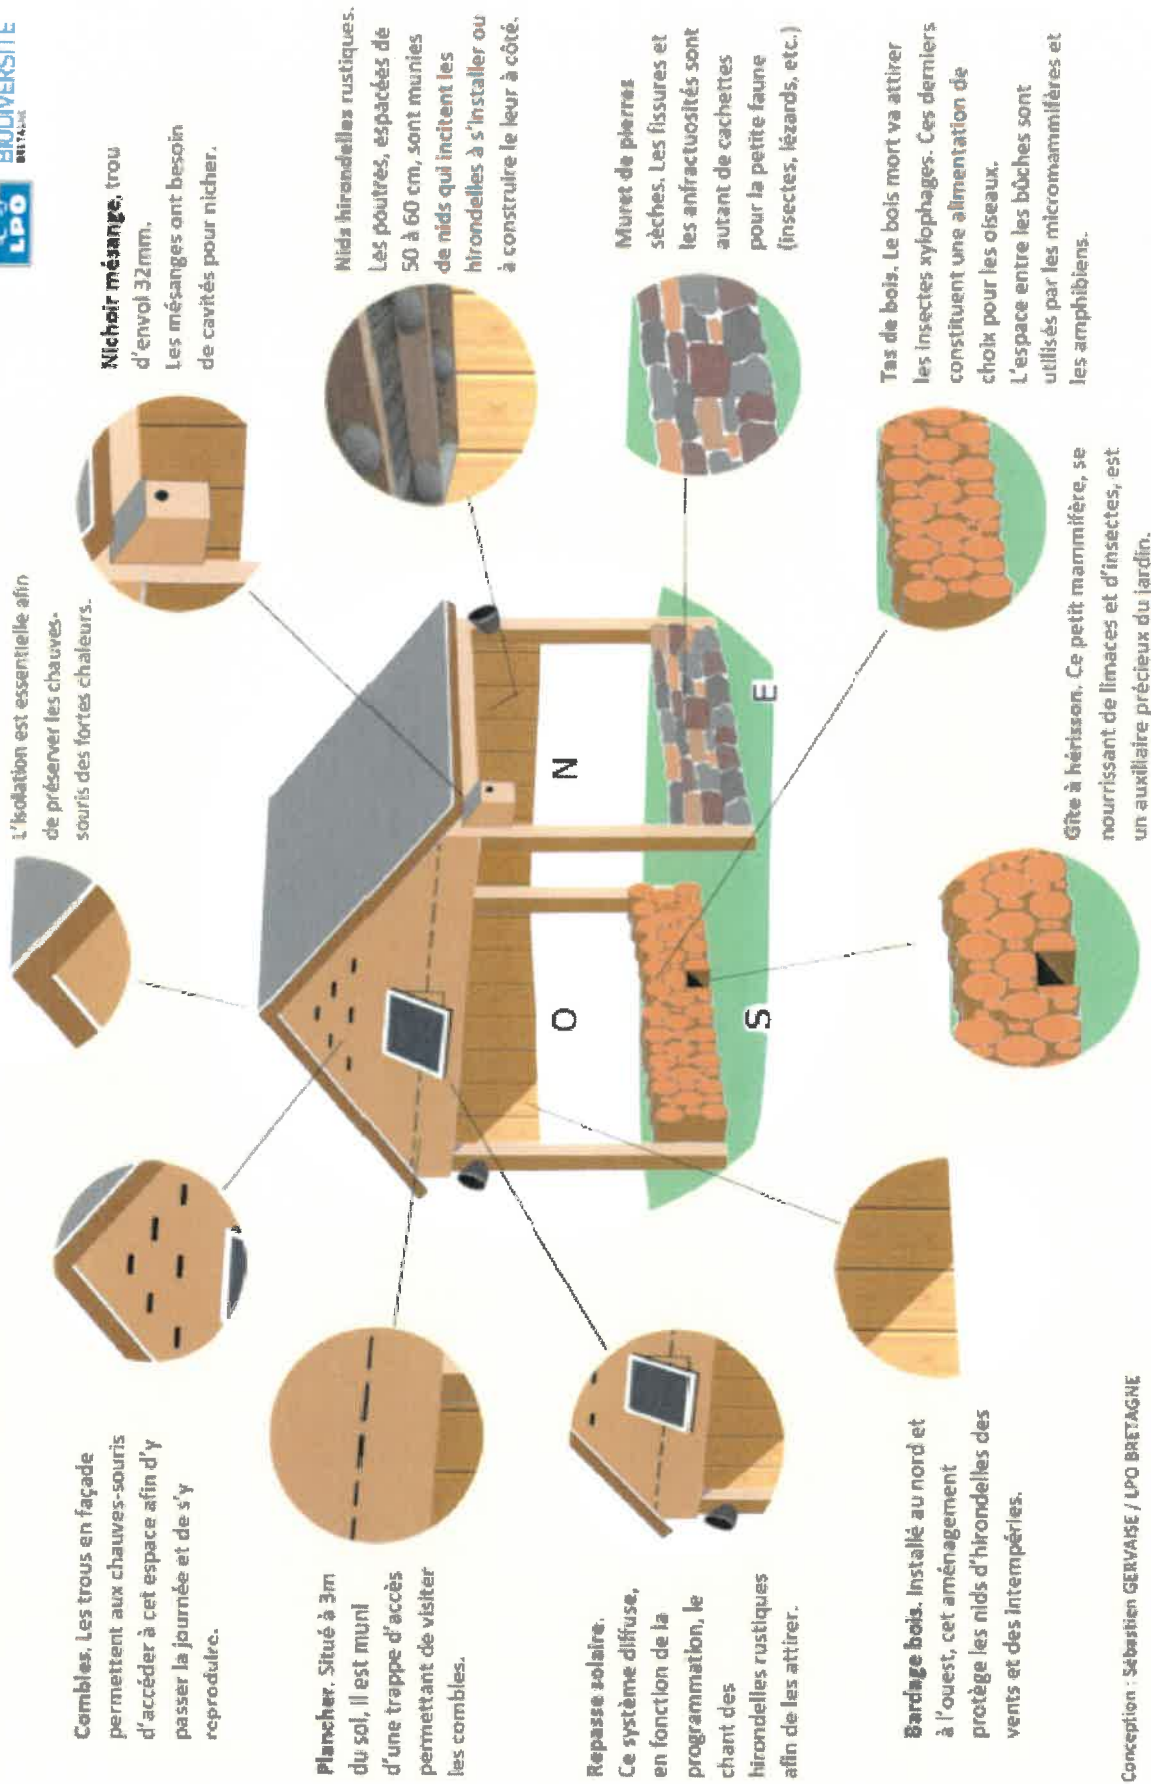 LPO
BIODIVERSITE
BRETAGNE
L'isolation est essentielle afin
de préserver les chauves-
souris des fortes chaleurs.
Nichoir mésange, trou
d'envol 32mm.
Les mésanges ont besoin
de cavités pour nicher.
Combles. Les trous en façade
permettent aux chauves-souris
d'accéder à cet espace afin d'y
passer la journée et de s'y
reproduire.
Nids hirondelles rustiques.
Les poutres, espacées de
50 à 60 cm, sont munies
de nids qui incitent les
hirondelles à s'installer ou
à construire le leur à côté.
Plancher. Situé à 3m
du sol, il est muni
d'une trappe d'accès
permettant de visiter
les combles.
O
N
S
E
Muret de pierres
sèches. Les fissures et
les anfractuosités sont
autant de cachettes
pour la petite faune
(insectes, lézards, etc.)
Repasse solaire.
Ce système diffuse,
en fonction de la
programmation, le
chant des
hirondelles rustiques
afin de les attirer.
Tas de bois. Le bois mort va attirer
les insectes xylophages. Ces derniers
constituent une alimentation de
choix pour les oiseaux.
L'espace entre les bûches sont
utilisés par les micromammifères et
les amphibiens.
Bardage bois. Installé au nord et
à l'ouest, cet aménagement
protège les nids d'hirondelles des
vents et des intempéries.
Gîte à hérisson. Ce petit mammifère, se
nourrissant de limaces et d'insectes, est
un auxiliaire précieux du jardin.
Conception : Sébastien GERVAISE / LPO BRETAGNE